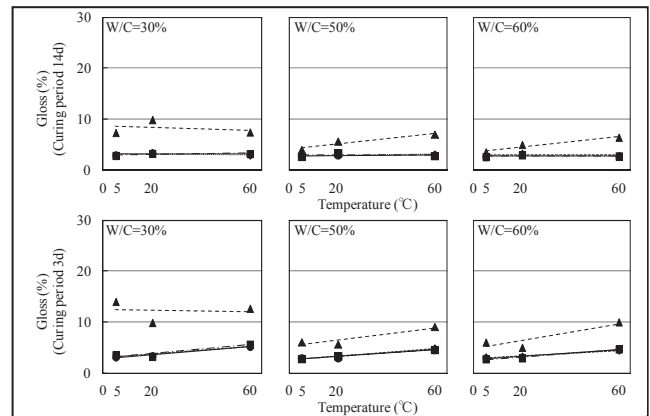 Gloss (%)
(Curing period 14d)
30
20
10
0
W/C=30%
W/C=50%
W/C=60%
0 5 20 60
0 5 20 60
0 5 20 60
Temperature (℃)
Gloss (%)
(Curing period 3d)
30
20
10
0
W/C=30%
W/C=50%
W/C=60%
0 5 20 60
0 5 20 60
0 5 20 60
Temperature (℃)